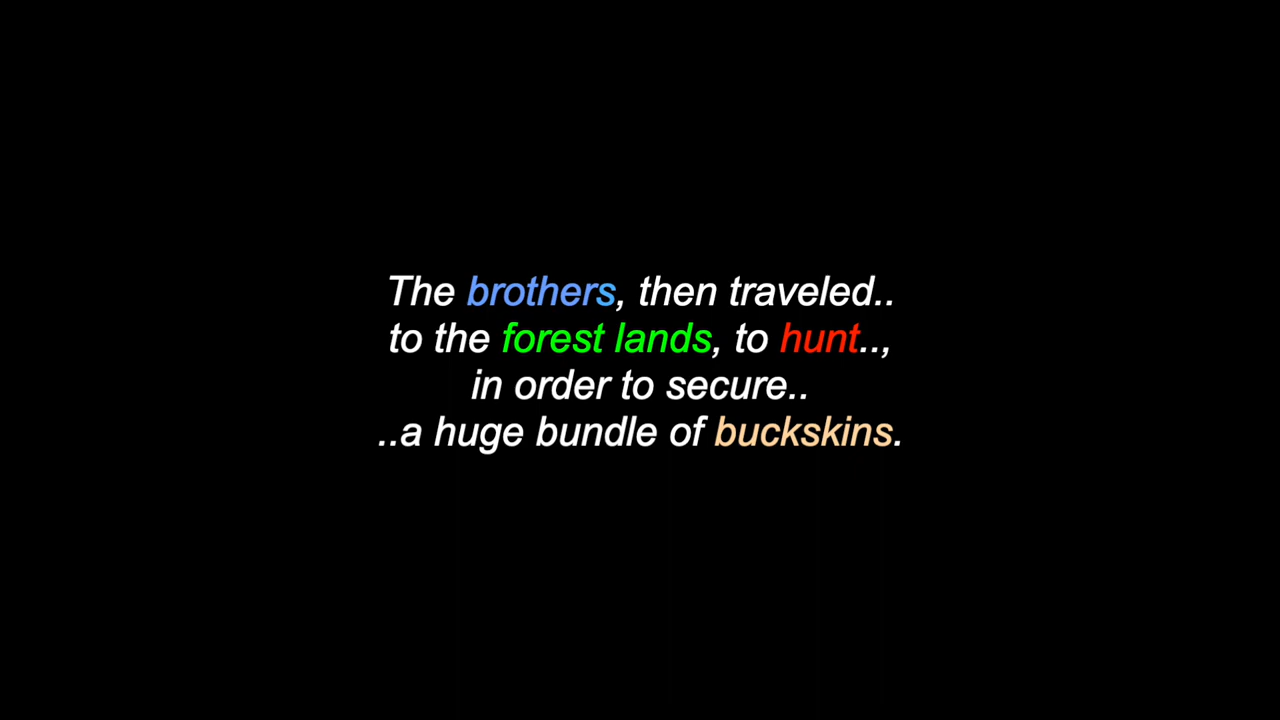 The brothers, then traveled..
to the forest lands, to hunt..,
in order to secure..
..a huge bundle of buckskins.